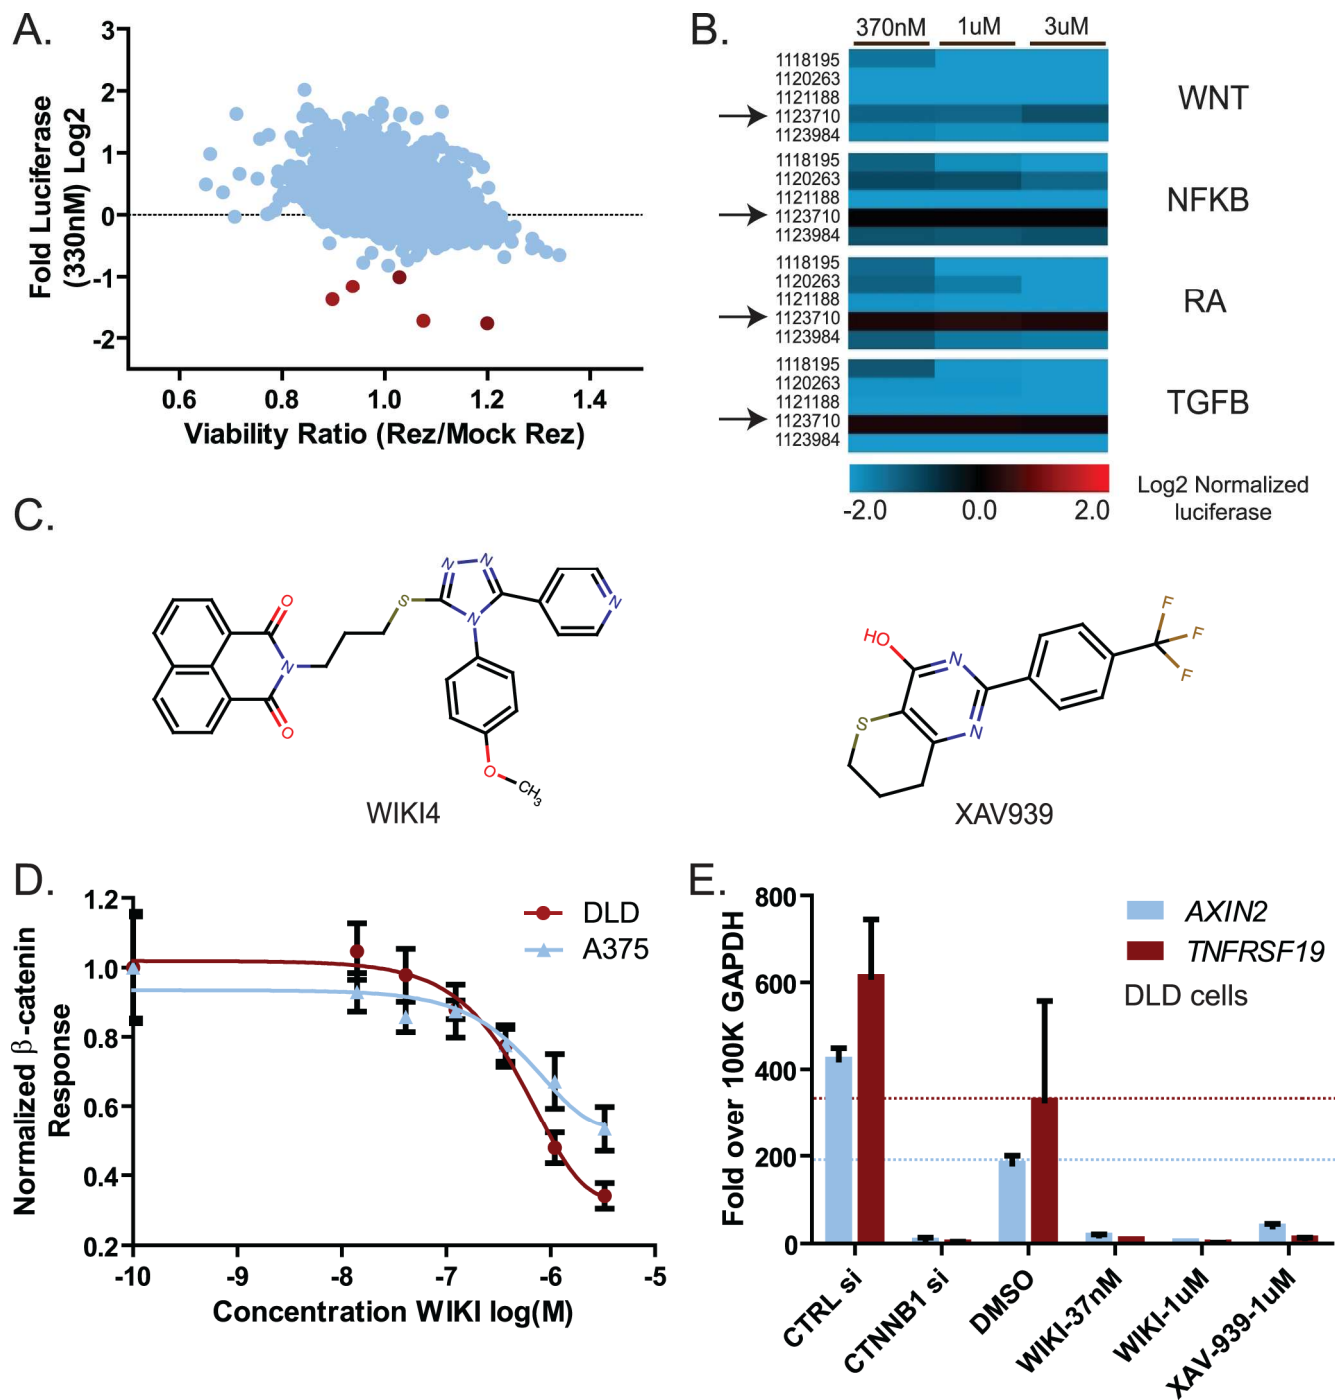 A.
3
2
1
0
-1
-2
Fold Luciferase
(330nM) Log2
0.6 0.8 1.0 1.2 1.4
Viability Ratio (Rez/Mock Rez)
B.
370nM 1uM 3uM
1118195
1120263
1121188
1123710
1123984
WNT
1118195
1120263
1121188
1123710
1123984
NFKB
1118195
1120263
1121188
1123710
1123984
RA
1118195
1120263
1121188
1123710
1123984
TGFB
-2.0 0.0 2.0
Log2 Normalized
luciferase
C.
O
N
O
S
N N
N
N
O
CH3
WIKI4
HO
N
N
S
F
F
F
XAV939
D.
1.2
1.0
0.8
0.6
0.4
0.2
Normalized β-catenin
Response
DLD
A375
-10 -9 -8 -7 -6 -5
Concentration WIKI log(M)
E.
800
600
400
200
0
Fold over 100K GAPDH
AXIN2
TNFRSF19
DLD cells
CTRL si
CTNNB1 si
DMSO
WIKI-37nM
WIKI-1uM
XAV-939-1uM